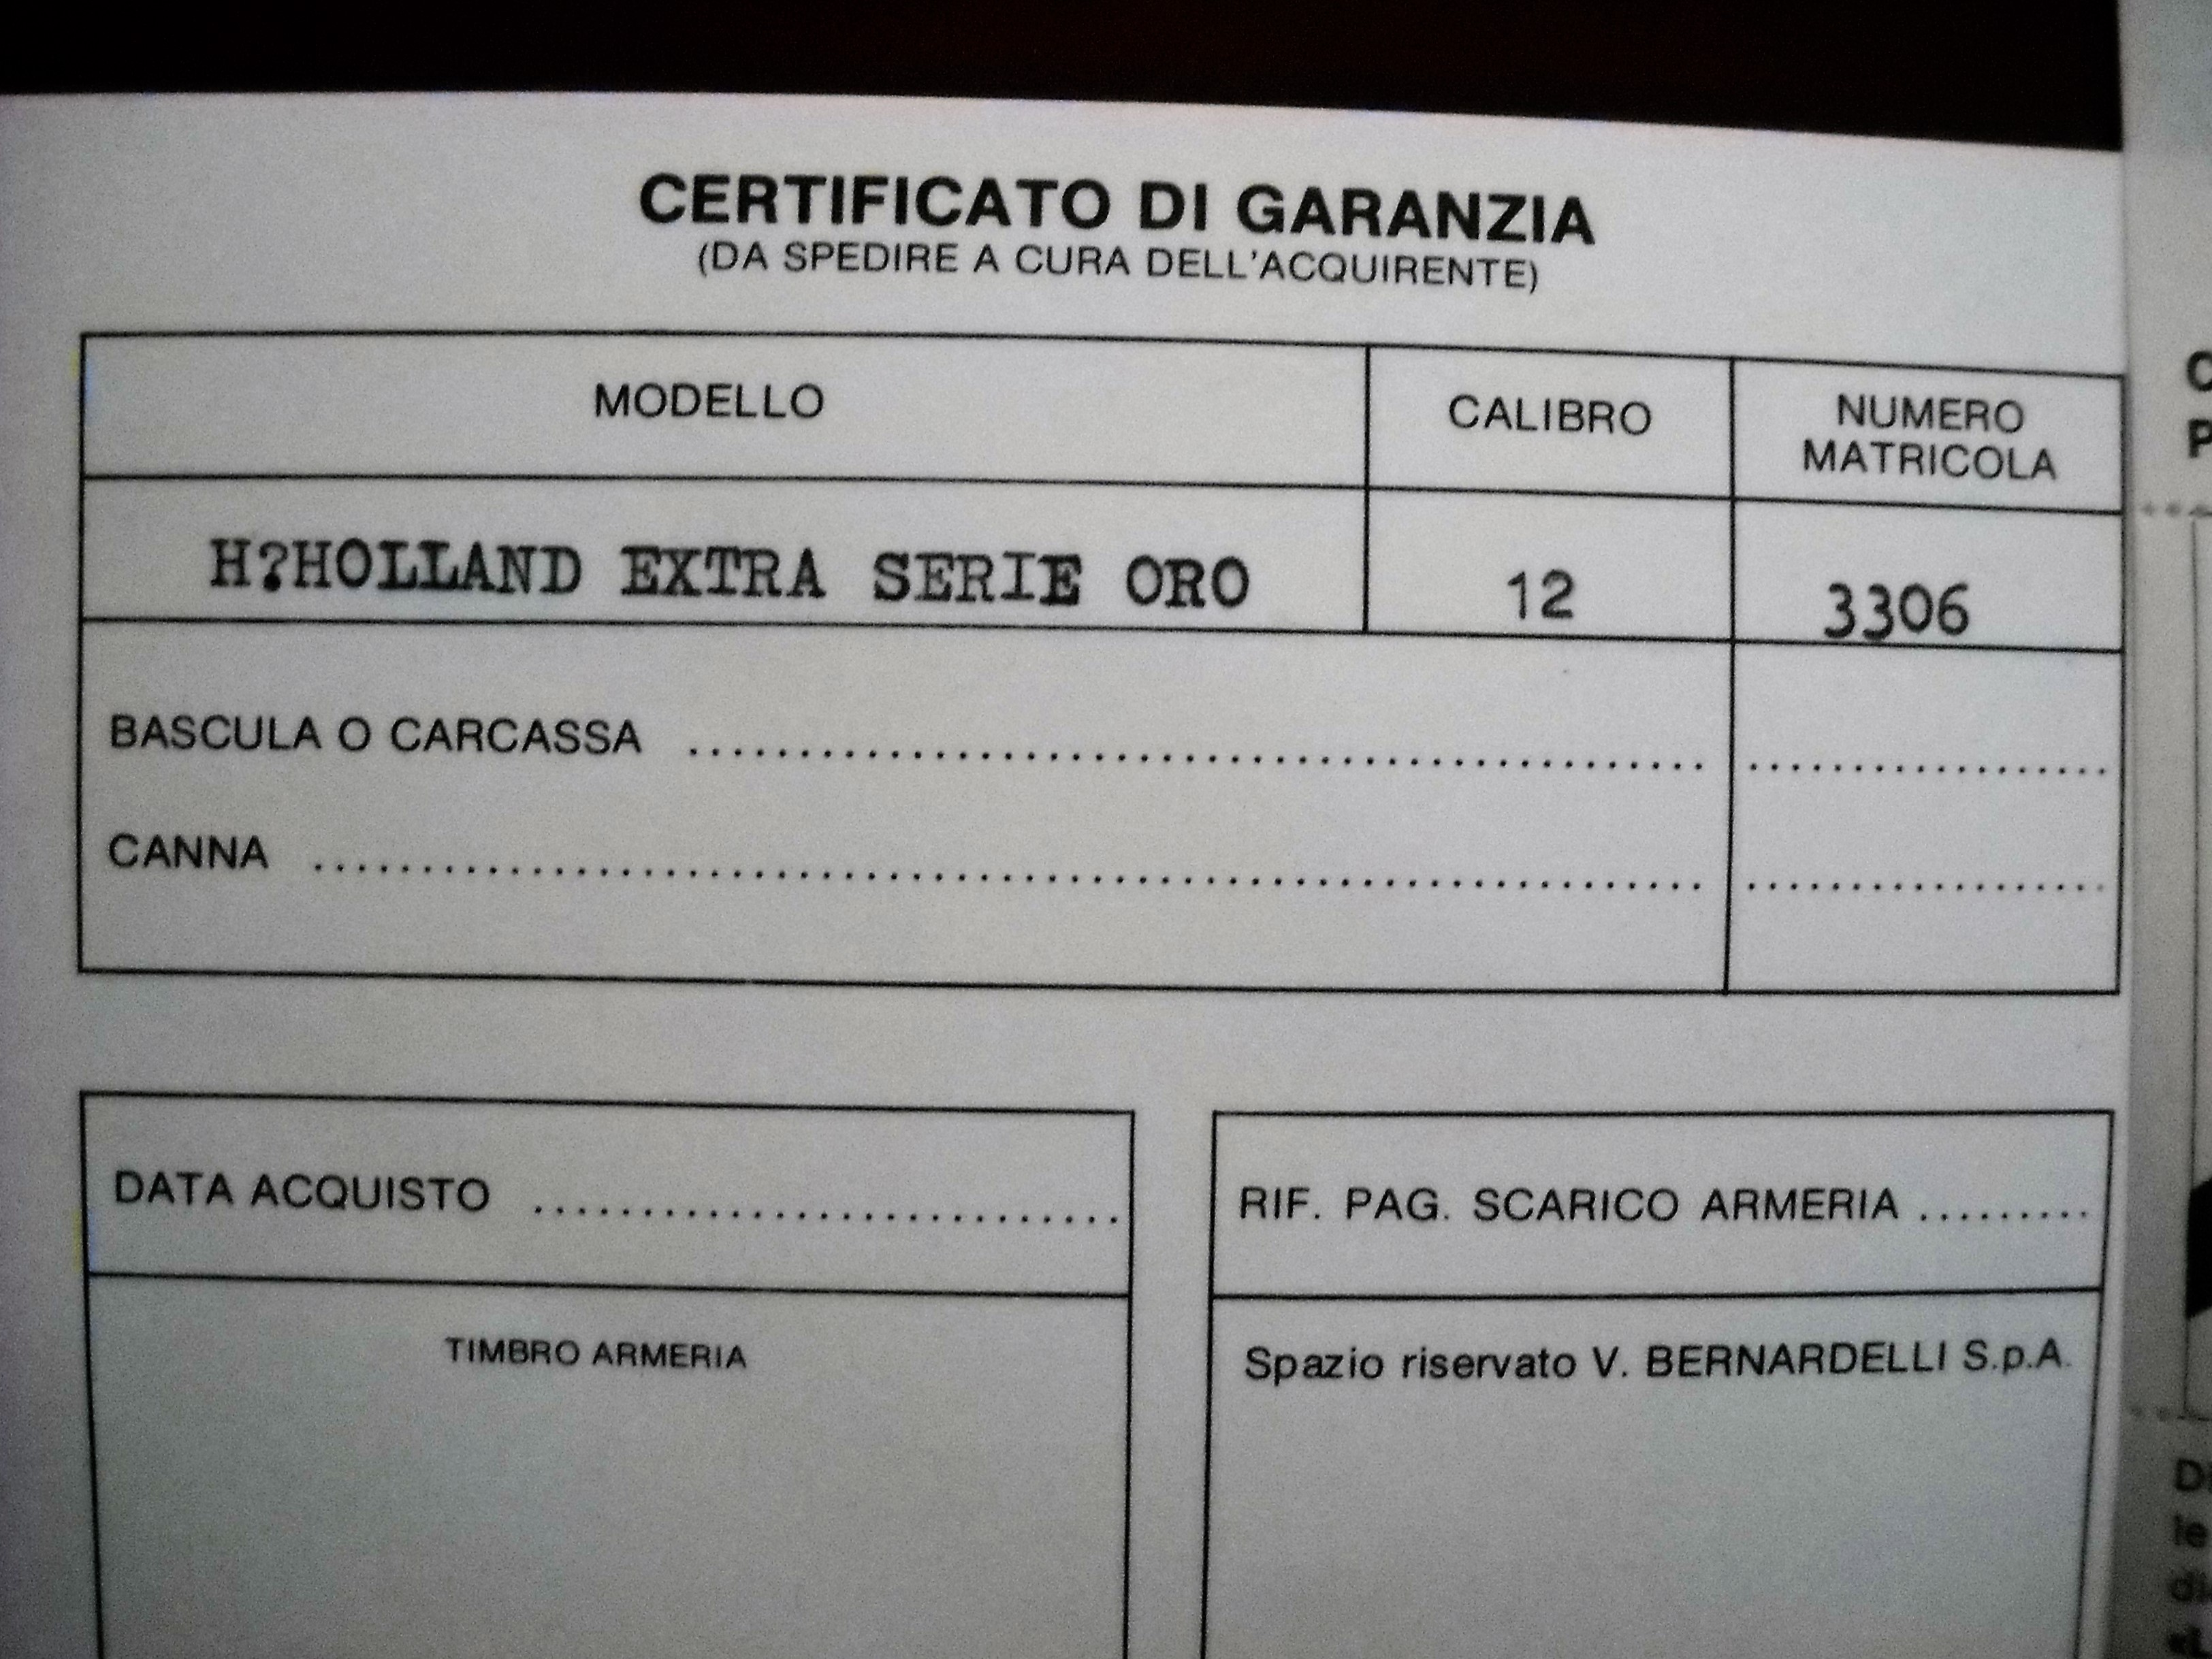 CERTIFICATO DI GARANZIA
(DA SPEDIRE A CURA DELL'ACQUIRENTE)
MODELLO
CALIBRO
NUMERO
MATRICOLA
H?HOLLAND EXTRA SERIE ORO
12
3306
BASCULA O CARCASSA ........................................................
CANNA ........................................................
DATA ACQUISTO ...........................
RIF. PAG. SCARICO ARMERIA .........
TIMBRO ARMERIA
Spazio riservato V. BERNARDELLI S.p.A.